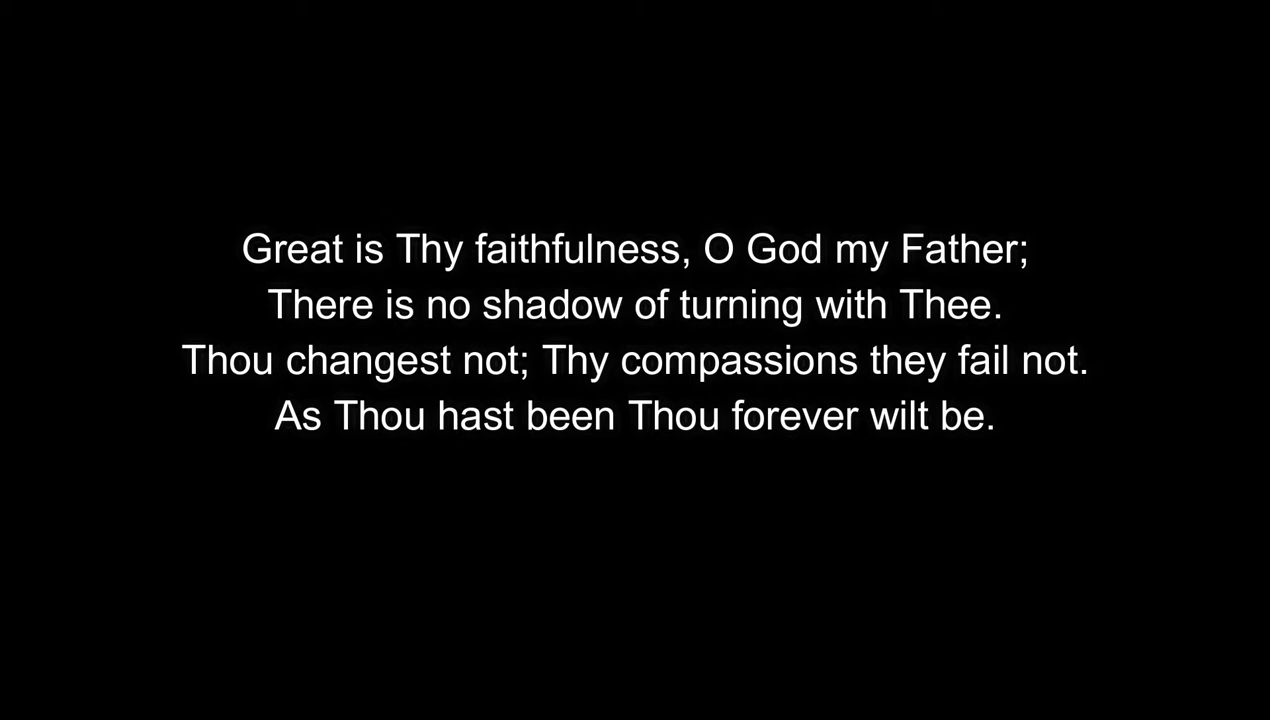 Great is Thy faithfulness, O God my Father;
There is no shadow of turning with Thee.
Thou changest not; Thy compassions they fail not.
As Thou hast been Thou forever wilt be.